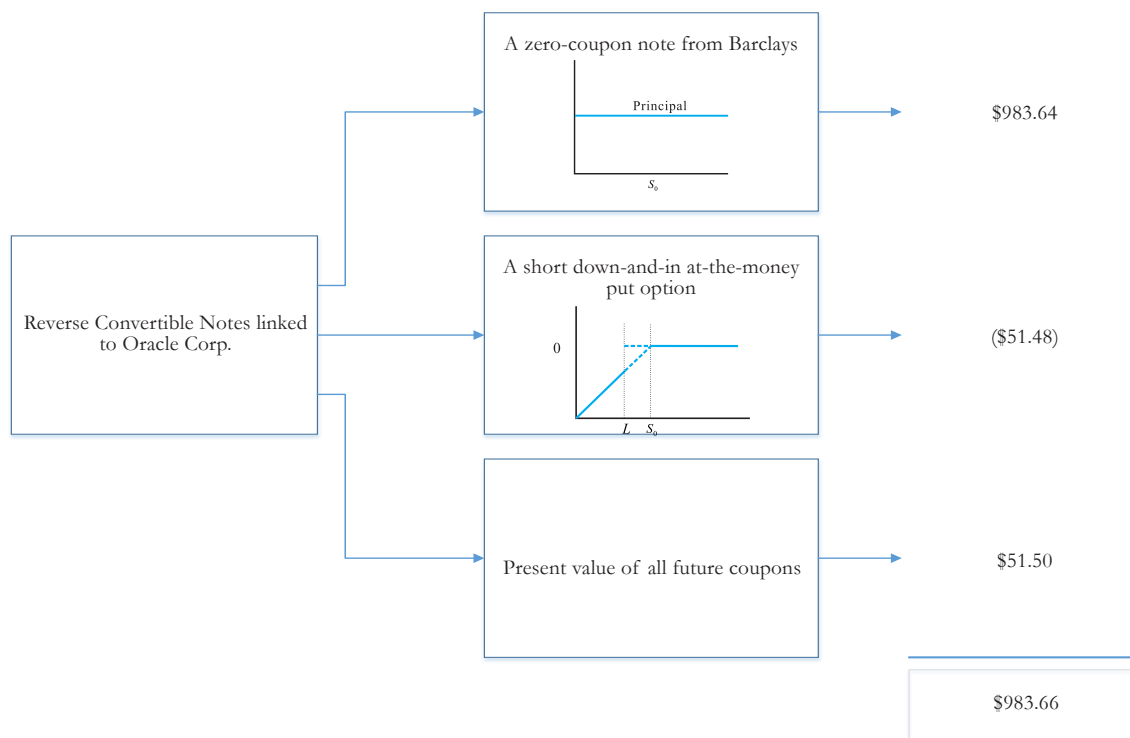 A zero-coupon note from Barclays
Principal
S₀
$983.64
Reverse Convertible Notes linked
to Oracle Corp.
A short down-and-in at-the-money
put option
0
L S₀
($51.48)
Present value of all future coupons
$51.50
$983.66